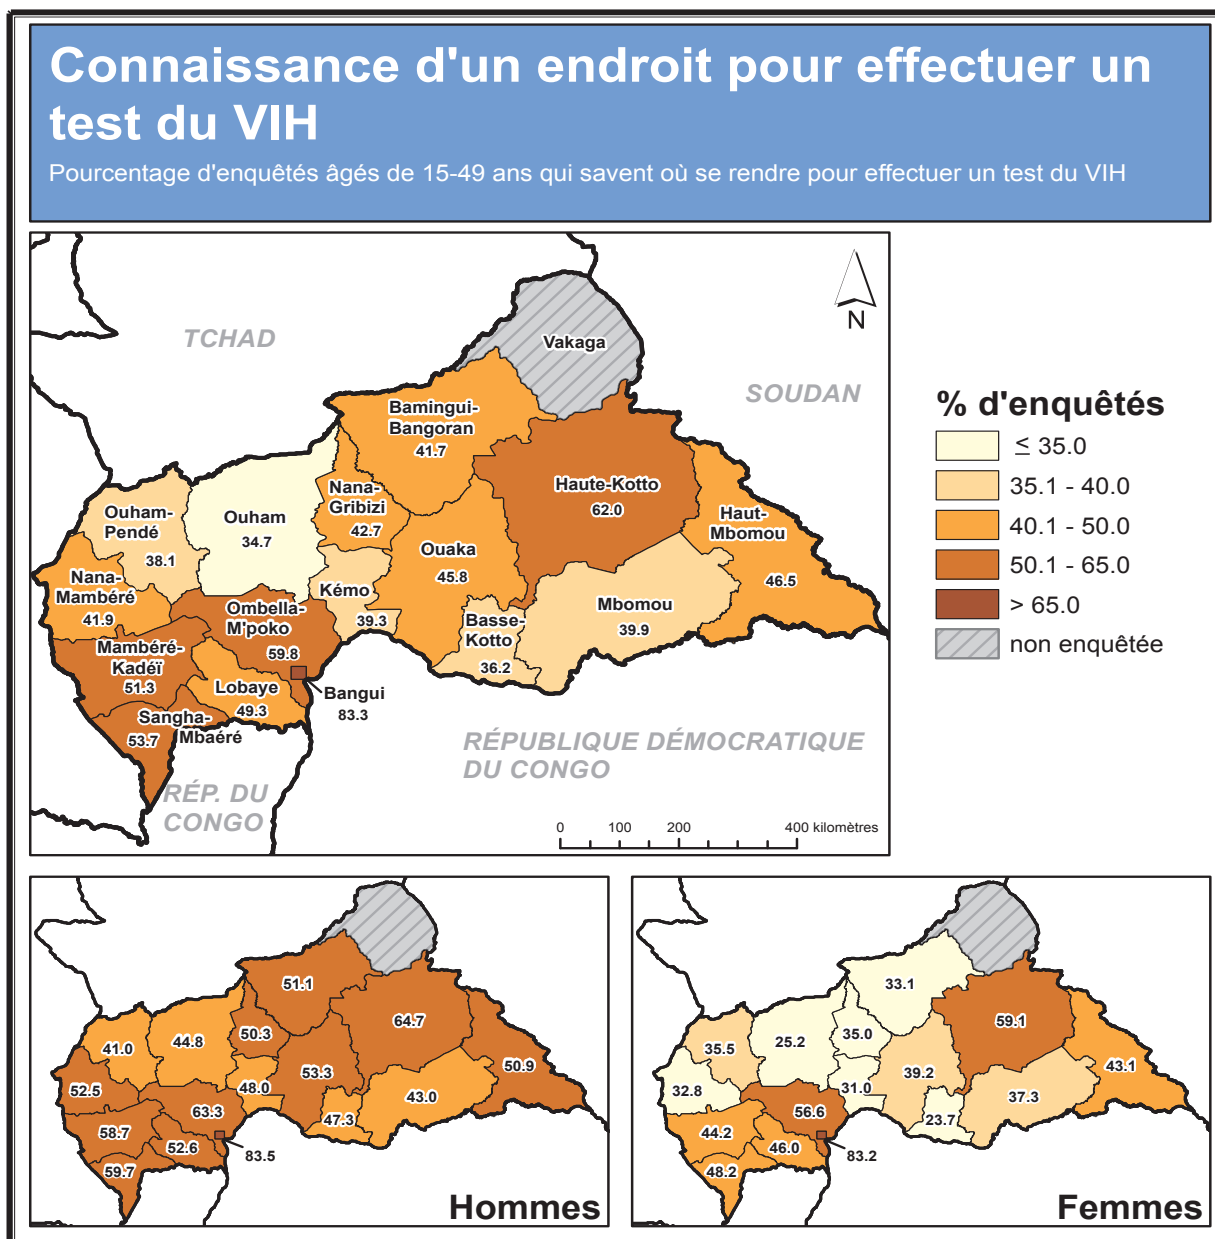 Connaissance d'un endroit pour effectuer un
test du VIH
Pourcentage d'enquêtés âgés de 15-49 ans qui savent où se rendre pour effectuer un test du VIH
TCHAD
SOUDAN
N
Vakaga
Bamingui-
Bangoran
41.7
Haute-Kotto
62.0
Haut-
Mbomou
46.5
Nana-
Gribizi
42.7
Ouham
34.7
Ouham-
Pendé
38.1
Ouaka
45.8
Kémo
39.3
Nana-
Mambéré
41.9
Ombella-
M'poko
59.8
Basse-
Kotto
36.2
Mbomou
39.9
Mambéré-
Kadéï
51.3
Lobaye
49.3
Bangui
83.3
Sangha-
Mbaéré
53.7
RÉPUBLIQUE DÉMOCRATIQUE
DU CONGO
RÉP. DU
CONGO
0 100 200 400 kilomètres
% d'enquêtés
≤ 35.0
35.1 - 40.0
40.1 - 50.0
50.1 - 65.0
> 65.0
non enquêtée
51.1
64.7
50.3
44.8
41.0
53.3
50.9
52.5
48.0
43.0
63.3
47.3
58.7
52.6
83.5
59.7
Hommes
33.1
59.1
35.0
25.2
35.5
39.2
43.1
32.8
31.0
37.3
56.6
23.7
44.2
46.0
83.2
48.2
Femmes